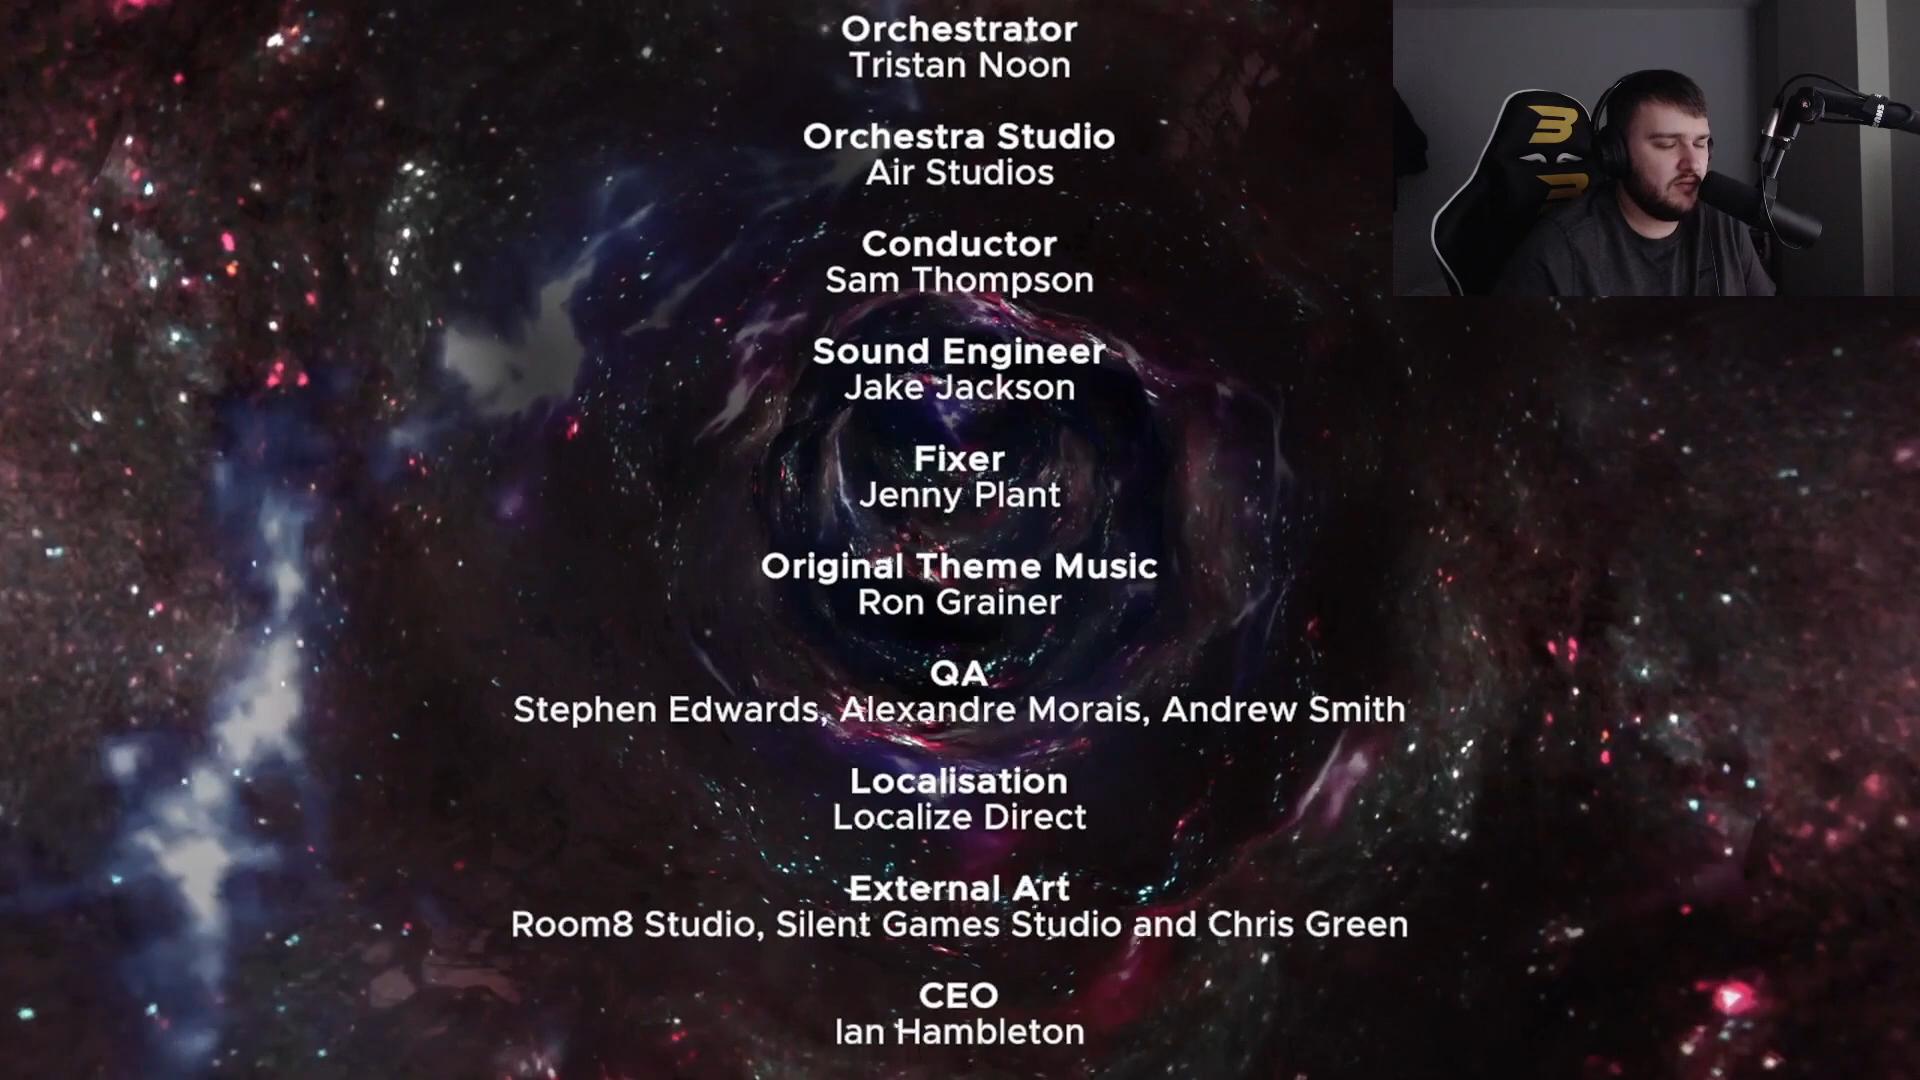 Orchestrator
Tristan Noon
Orchestra Studio
Air Studios
Conductor
Sam Thompson
Sound Engineer
Jake Jackson
Fixer
Jenny Plant
Original Theme Music
Ron Grainer
QA
Stephen Edwards, Alexandre Morais, Andrew Smith
Localisation
Localize Direct
External Art
Room8 Studio, Silent Games Studio and Chris Green
CEO
Ian Hambleton